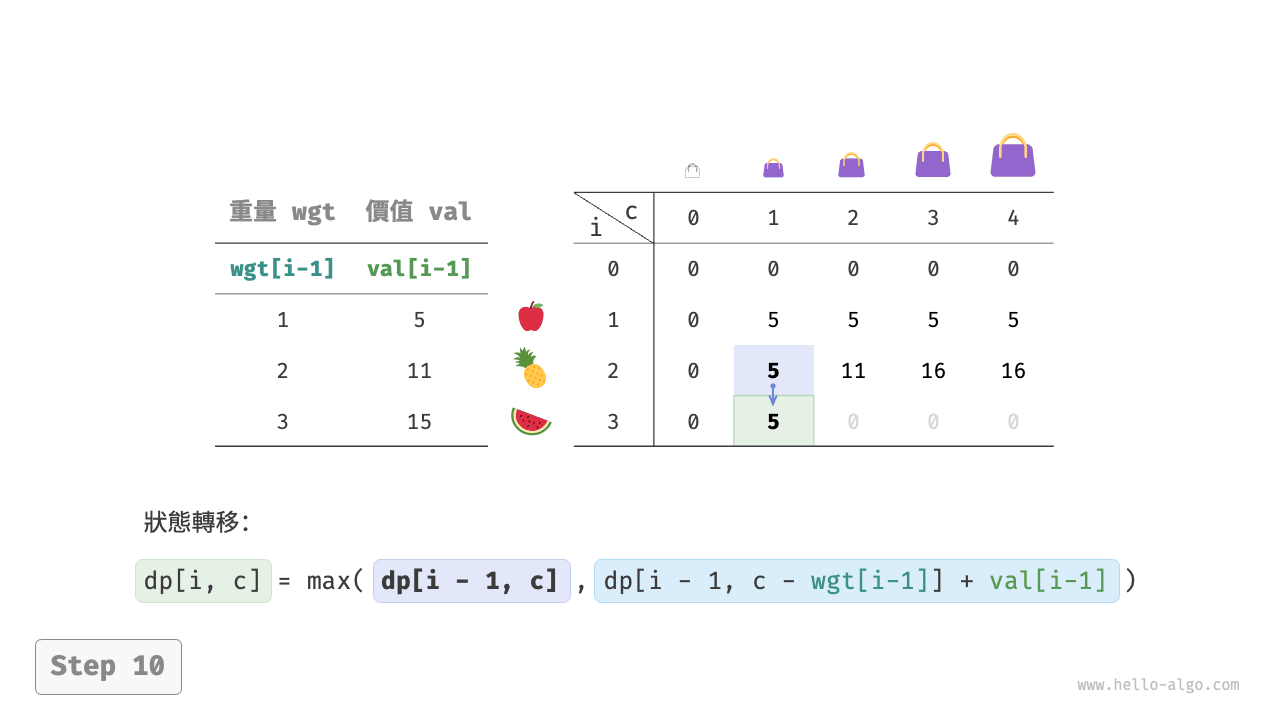 重量 wgt 價值 val
wgt[i-1] val[i-1]
1 5
2 11
3 15
c
i
0 1 2 3 4
0 0 0 0 0 0
1 0 5 5 5 5
2 0 5 11 16 16
3 0 5 0 0 0
狀態轉移：
dp[i, c] = max( dp[i - 1, c] , dp[i - 1, c - wgt[i-1]] + val[i-1] )
Step 10
www.hello-algo.com